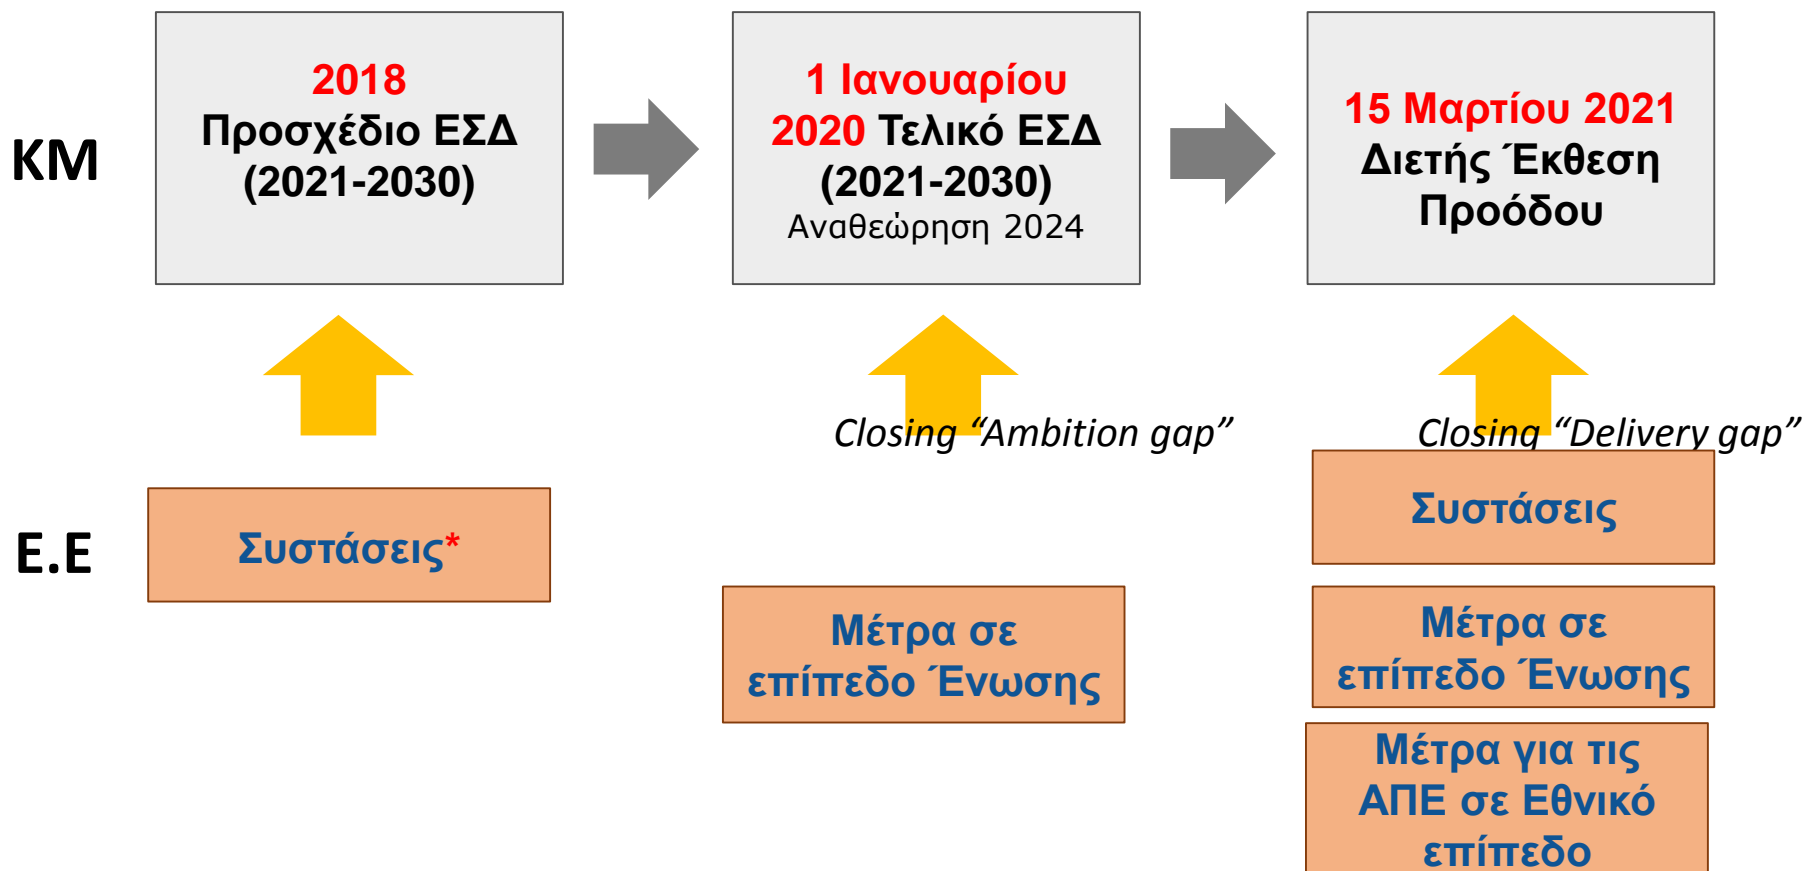 ΚΜ
2018
Προσχέδιο ΕΣΔ
(2021-2030)
1 Ιανουαρίου
2020 Τελικό ΕΣΔ
(2021-2030)
Αναθεώρηση 2024
15 Μαρτίου 2021
Διετής Έκθεση
Προόδου
Closing “Ambition gap”
Closing “Delivery gap”
Ε.Ε
Συστάσεις*
Μέτρα σε
επίπεδο Ένωσης
Συστάσεις
Μέτρα σε
επίπεδο Ένωσης
Μέτρα για τις
ΑΠΕ σε Εθνικό
επίπεδο